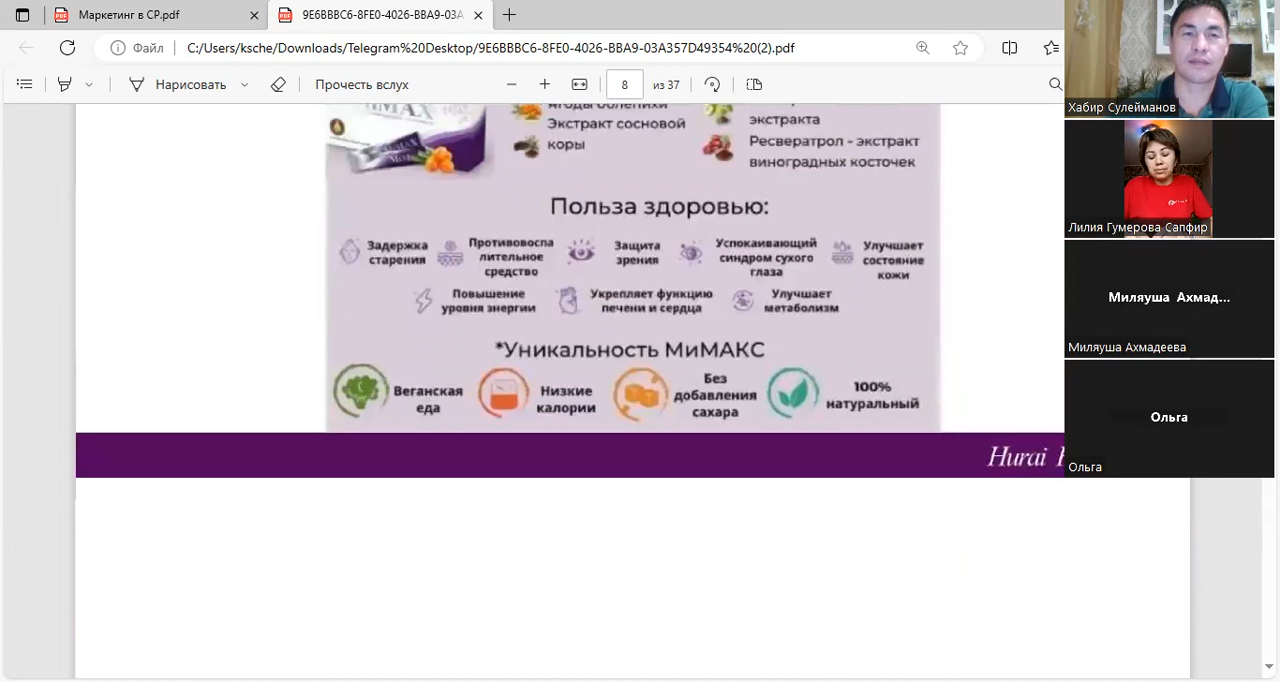 Маркетинг в СР.pdf
9E6BBBC6-8FE0-4026-BBA9-03A
Файл
C:/Users/ksche/Downloads/Telegram%20Desktop/9E6BBBC6-8FE0-4026-BBA9-03A357D49354%20(2).pdf
Нарисовать
Прочесть вслух
8 из 37
ягоды облепихи
Экстракт сосновой
коры
экстракта
Ресвератрол - экстракт
виноградных косточек
Польза здоровью:
Задержка
старения
Противовоспа
лительное
средство
Защита
зрения
Успокаивающий
синдром сухого
глаза
Улучшает
состояние
кожи
Повышение
уровня энергии
Укрепляет функцию
печени и сердца
Улучшает
метаболизм
*Уникальность МиМАКС
Веганская
еда
Низкие
калории
Без
добавления
сахара
100%
натуральный
Hurai
Хабир Сулейманов
Лилия Гумерова Сапфир
Миляуша Ахмад...
Миляуша Ахмадеева
Ольга
Ольга